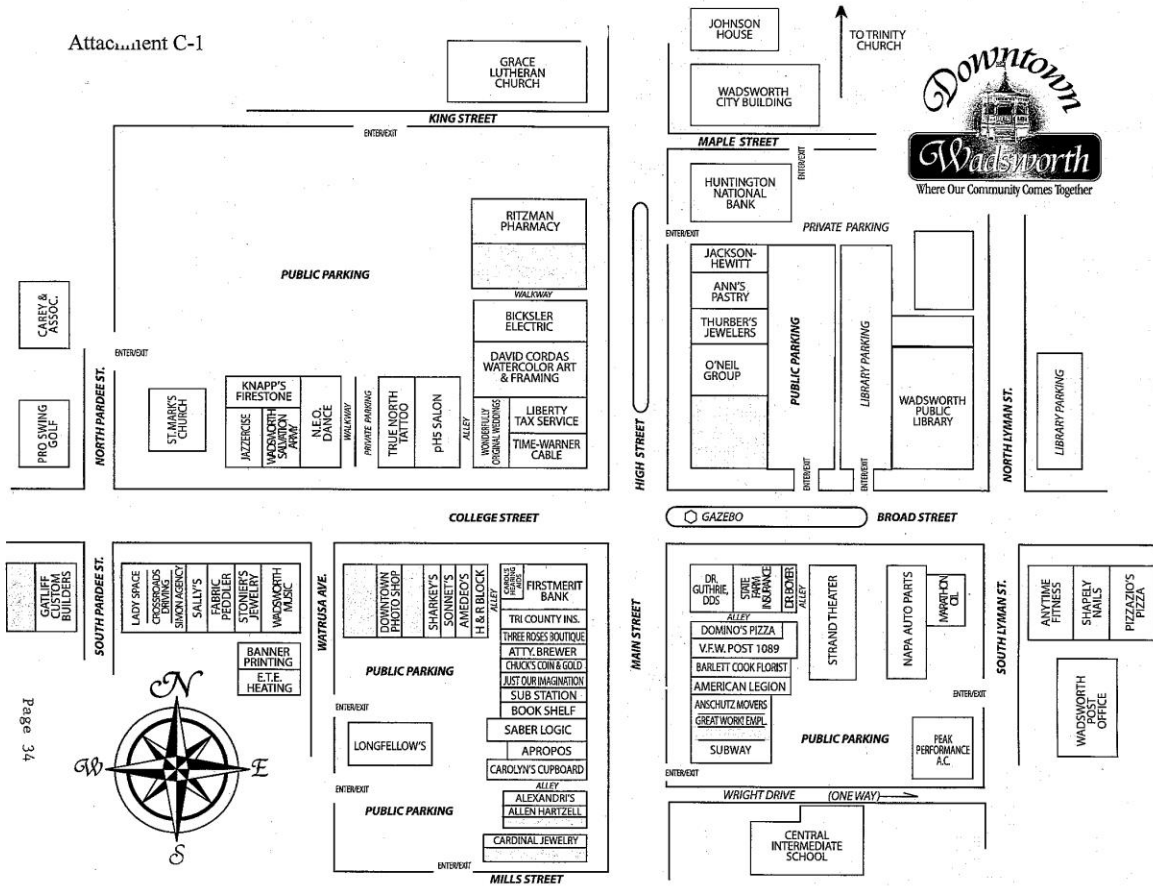 Attac...ment C-1
GRACE
LUTHERAN
CHURCH
KING STREET
ENTER/EXIT
JOHNSON
HOUSE
TO TRINITY
CHURCH
WADSWORTH
CITY BUILDING
MAPLE STREET
ENTER/EXIT
Downtown
Wadsworth
Where Our Community Comes Together
HUNTINGTON
NATIONAL
BANK
ENTER/EXIT
PRIVATE PARKING
RITZMAN
PHARMACY
PUBLIC PARKING
WALKWAY
BICKSLER
ELECTRIC
DAVID CORDAS
WATERCOLOR ART
& FRAMING
WONDERFULLY
ORIGINAL WEDDINGS
LIBERTY
TAX SERVICE
TIME-WARNER
CABLE
CAREY &
ASSOC.
ENTER/EXIT
PRO SWING
GOLF
NORTH PARDEE ST.
ST. MARK'S
CHURCH
KNAPP'S
FIRESTONE
JAZZERCISE
WADSWORTH
SALVATION
ARMY
N.E.O.
DANCE
WALKWAY
PRIVATE PARKING
TRUE NORTH
TATTOO
pH5 SALON
ALLEY
HIGH STREET
JACKSON-
HEWITT
ANN'S
PASTRY
THURBER'S
JEWELERS
O'NEIL
GROUP
PUBLIC PARKING
ENTER/EXIT
LIBRARY PARKING
ENTER/EXIT
WADSWORTH
PUBLIC
LIBRARY
NORTH LYMAN ST.
LIBRARY PARKING
COLLEGE STREET
GAZEBO
BROAD STREET
GATLIFF
CUSTOM
BUILDERS
SOUTH PARDEE ST.
LADY SPACE
CROSSROADS
DRIVING
SIMON AGENCY
SALLY'S
FABRIC
PEDDLER
STONIER'S
JEWELRY
WADSWORTH
MUSIC
BANNER
PRINTING
E.T.E.
HEATING
WATRUSA AVE.
DOWNTOWN
PHOTO SHOP
SHARKEY'S
SONNET'S
AMEDEO'S
H & R BLOCK
ALLEY
CAROL'S
HEARING
AIDS
FIRSTMERIT
BANK
TRI COUNTY INS.
THREE ROSES BOUTIQUE
ATTY. BREWER
CHUCK'S COIN & GOLD
JUST OUR IMAGINATION
SUB STATION
BOOK SHELF
SABER LOGIC
APROPOS
CAROLYN'S CUPBOARD
ALLEY
ALEXANDRI'S
ALLEN HARTZELL
CARDINAL JEWELRY
PUBLIC PARKING
ENTER/EXIT
LONGFELLOW'S
ENTER/EXIT
PUBLIC PARKING
ENTER/EXIT
MILLS STREET
MAIN STREET
DR.
GUTHRIE,
DDS
STATE
FARM
INSURANCE
DR BOYER
ALLEY
ALLEY
DOMINO'S PIZZA
V.F.W. POST 1089
BARLETT COOK FLORIST
AMERICAN LEGION
ANSCHUTZ MOVERS
GREAT WORK! EMPL.
SUBWAY
STRAND THEATER
NAPA AUTO PARTS
MARATHON
OIL
ENTER/EXIT
PUBLIC PARKING
PEAK
PERFORMANCE
A.C.
ENTER/EXIT
WRIGHT DRIVE (ONE WAY)
CENTRAL
INTERMEDIATE
SCHOOL
SOUTH LYMAN ST.
ANYTIME
FITNESS
SHAPELY
NAILS
PIZZAZIO'S
PIZZA
WADSWORTH
POST
OFFICE
N
W
E
S
Page 34